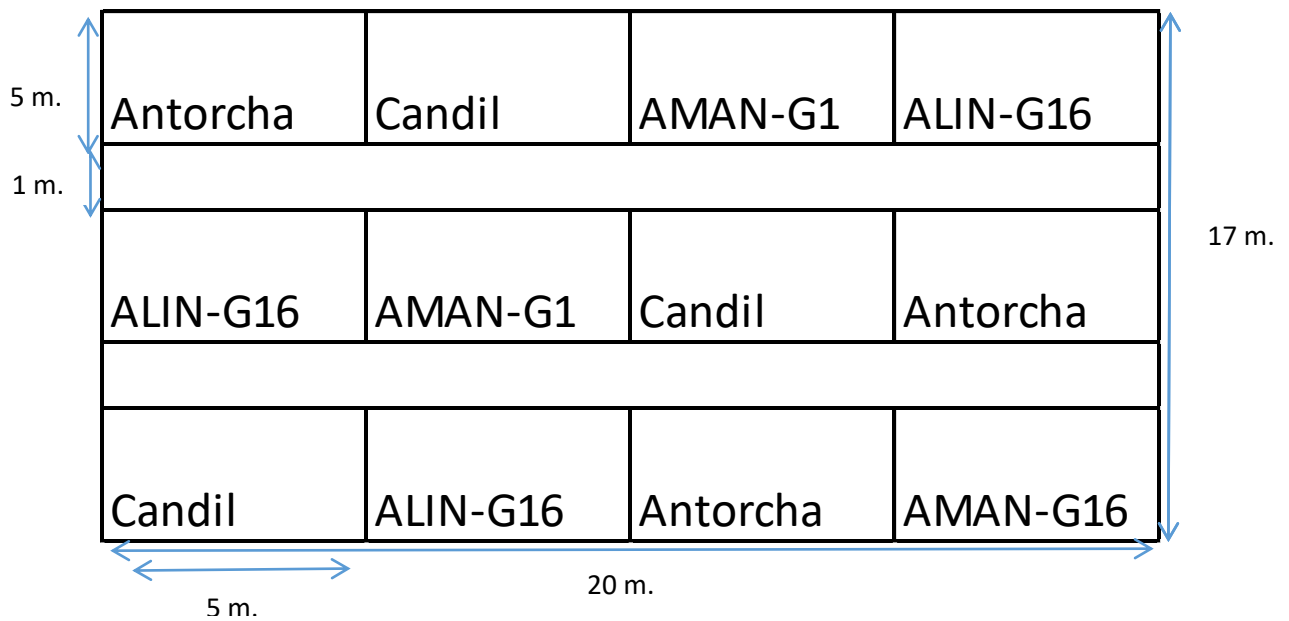 5 m.
Antorcha Candil AMAN-G1 ALIN-G16
1 m.
17 m.
ALIN-G16 AMAN-G1 Candil Antorcha
Candil ALIN-G16 Antorcha AMAN-G16
20 m.
5 m.